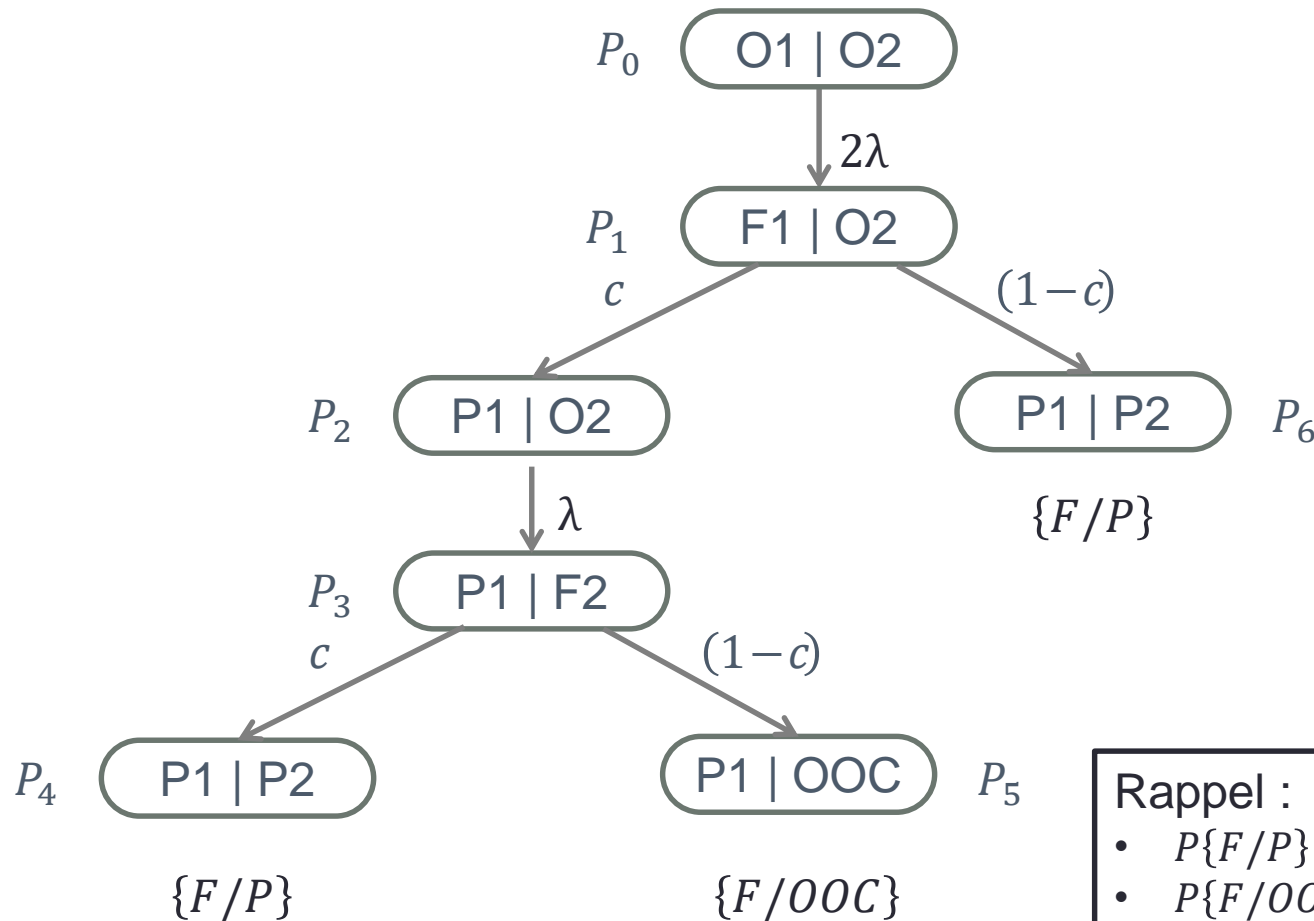 P₀ O1 | O2
2λ
P₁ F1 | O2
c (1−c)
P₂ P1 | O2
P1 | P2 P₆
λ {F/P}
P₃ P1 | F2
c (1−c)
P₄ P1 | P2
P1 | OOC P₅
{F/P} {F/OOC}
Rappel :
• P{F/P}
• P{F/OO